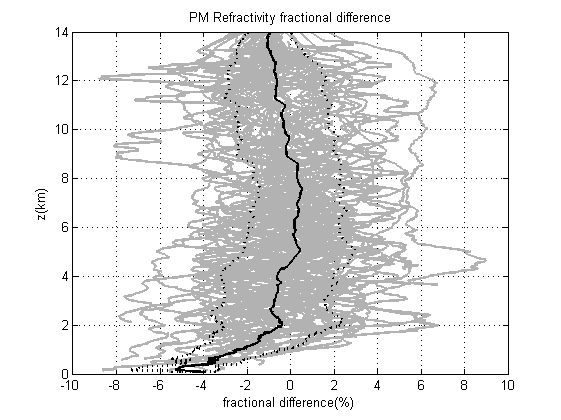 PM Refractivity fractional difference
14
12
10
8
6
4
2
0
z(km)
-10 -8 -6 -4 -2 0 2 4 6 8 10
fractional difference(%)